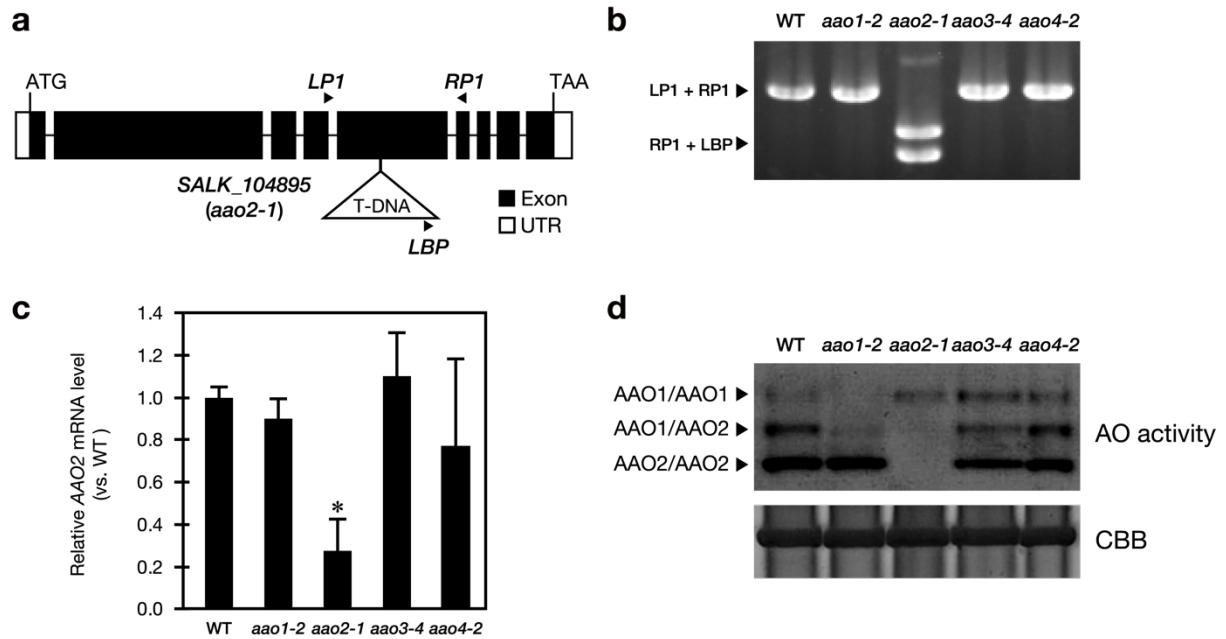 a
ATG
LP1
RP1
TAA
SALK_104895
(aao2-1)
T-DNA
LBP
Exon
UTR
b
WT aao1-2 aao2-1 aao3-4 aao4-2
LP1 + RP1
RP1 + LBP
c
Relative AAO2 mRNA level
(vs. WT )
1.4
1.2
1.0
0.8
0.6
0.4
0.2
0.0
*
WT aao1-2 aao2-1 aao3-4 aao4-2
d
WT aao1-2 aao2-1 aao3-4 aao4-2
AAO1/AAO1
AAO1/AAO2
AAO2/AAO2
AO activity
CBB